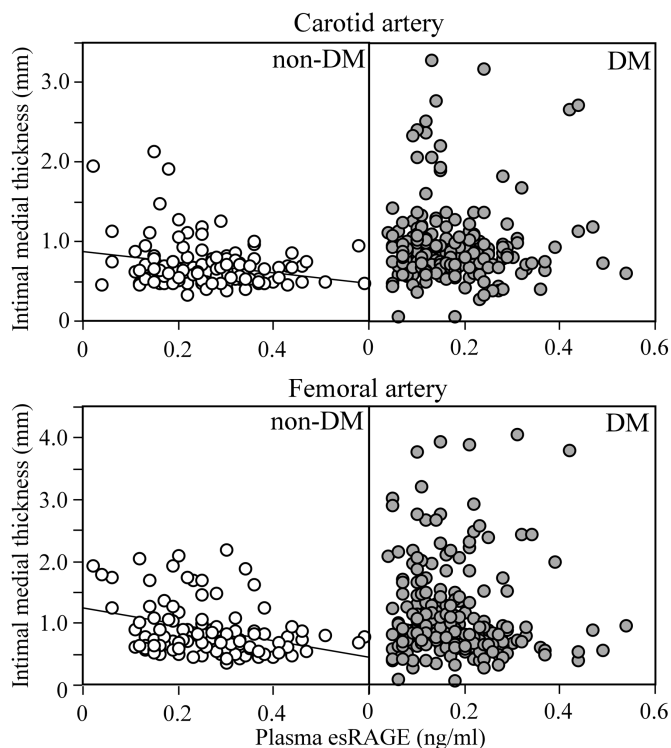 Carotid artery
non-DM
DM
Intimal medial thickness (mm)
3.0
2.0
1.0
0
0
0.2
0.4
0
0.2
0.4
0.6
Femoral artery
non-DM
DM
Intimal medial thickness (mm)
4.0
3.0
2.0
1.0
0
0
0.2
0.4
0
0.2
0.4
0.6
Plasma esRAGE (ng/ml)